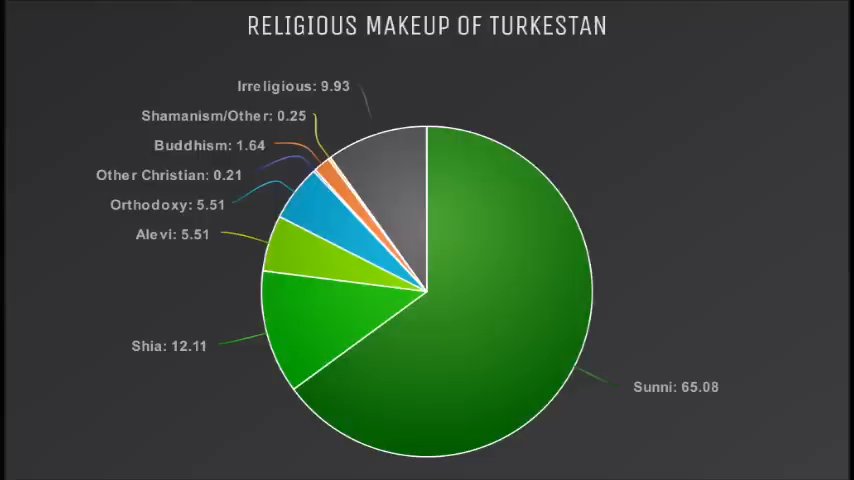 RELIGIOUS MAKEUP OF TURKESTAN
Irreligious: 9.93
Shamanism/Other: 0.25
Buddhism: 1.64
Other Christian: 0.21
Orthodoxy: 5.51
Alevi: 5.51
Shia: 12.11
Sunni: 65.08